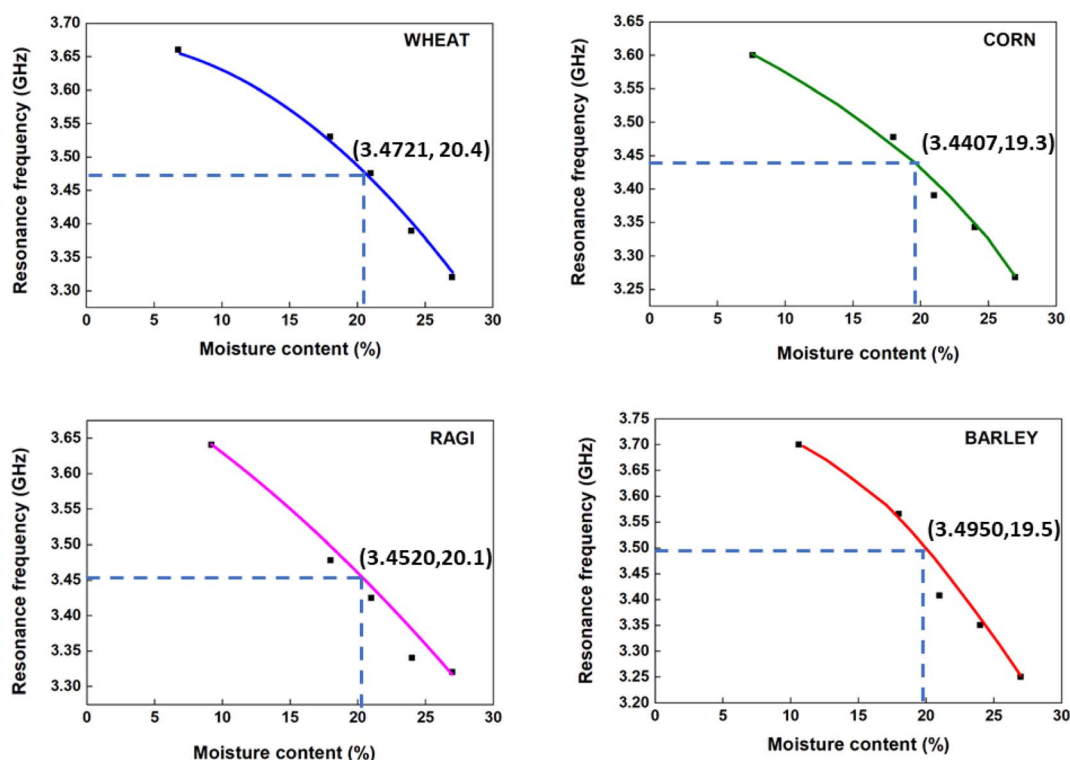 WHEAT
Resonance frequency (GHz)
3.70
3.65
3.60
3.55
3.50
3.45
3.40
3.35
3.30
(3.4721, 20.4)
0 5 10 15 20 25 30
Moisture content (%)
CORN
Resonance frequency (GHz)
3.65
3.60
3.55
3.50
3.45
3.40
3.35
3.30
3.25
(3.4407,19.3)
0 5 10 15 20 25 30
Moisture content (%)
RAGI
Resonance frequency (GHz)
3.65
3.60
3.55
3.50
3.45
3.40
3.35
3.30
(3.4520,20.1)
0 5 10 15 20 25 30
Moisture content (%)
BARLEY
Resonance frequency (GHz)
3.75
3.70
3.65
3.60
3.55
3.50
3.45
3.40
3.35
3.30
3.25
3.20
(3.4950,19.5)
0 5 10 15 20 25 30
Moisture content (%)